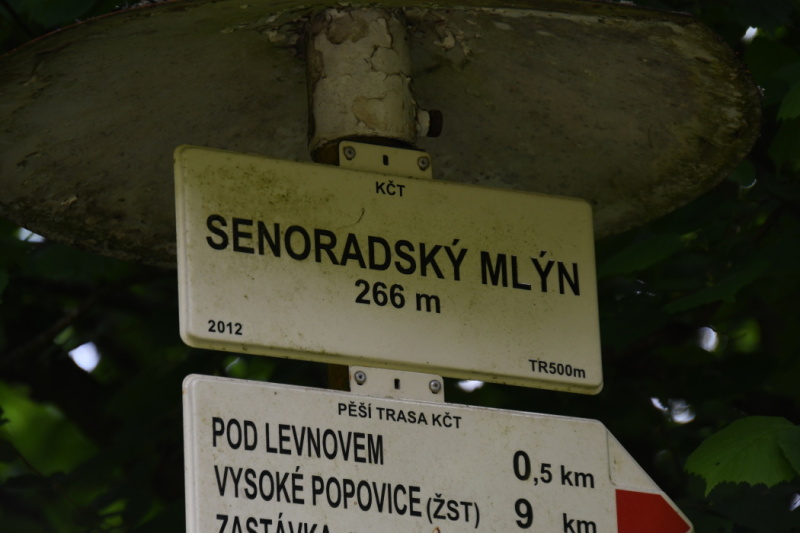 KČT
SENORADSKÝ MLÝN
266 m
2012 TR500m
PĚŠÍ TRASA KČT
POD LEVNOVEM 0,5 km
VYSOKÉ POPOVICE (ŽST) 9 km
ZASTÁVKA